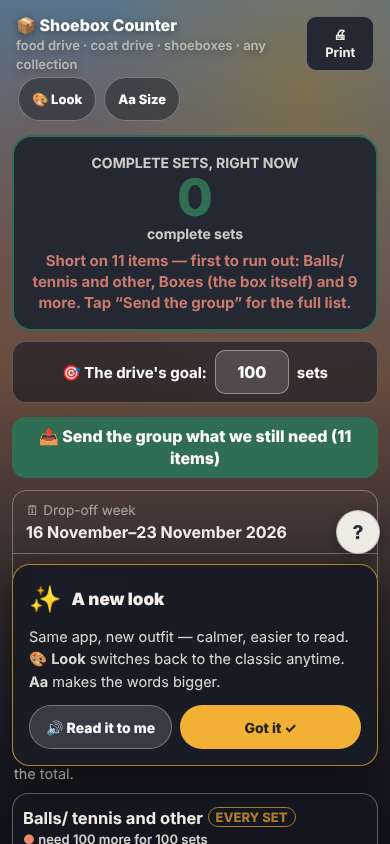 📦 Shoebox Counter
food drive · coat drive · shoeboxes · any
collection
🖨
Print
🎨 Look
Aa Size
COMPLETE SETS, RIGHT NOW
0
complete sets
Short on 11 items — first to run out: Balls/
tennis and other, Boxes (the box itself) and 9
more. Tap “Send the group” for the full list.
🎯 The drive's goal: 100 sets
📤 Send the group what we still need (11
items)
🗓 Drop-off week
16 November–23 November 2026
?
✨ A new look
Same app, new outfit — calmer, easier to read.
🎨 Look switches back to the classic anytime.
Aa makes the words bigger.
🔊 Read it to me
Got it ✓
the total.
Balls/ tennis and other EVERY SET
need 100 more for 100 sets